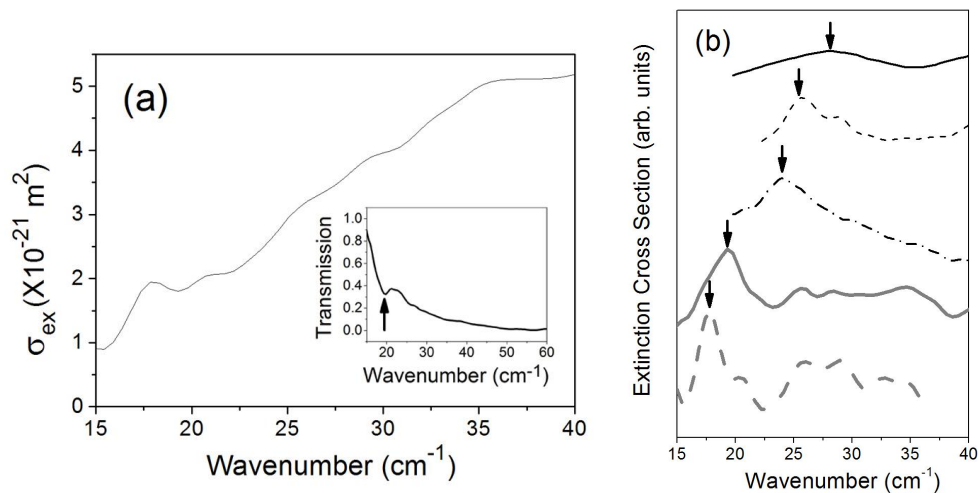 (a)
σex (X10-21 m2)
5
4
3
2
1
0
15 20 25 30 35 40
Wavenumber (cm-1)
Transmission
1.0
0.8
0.6
0.4
0.2
0.0
20 30 40 50 60
Wavenumber (cm-1)
(b)
Extinction Cross Section (arb. units)
15 20 25 30 35 40
Wavenumber (cm-1)